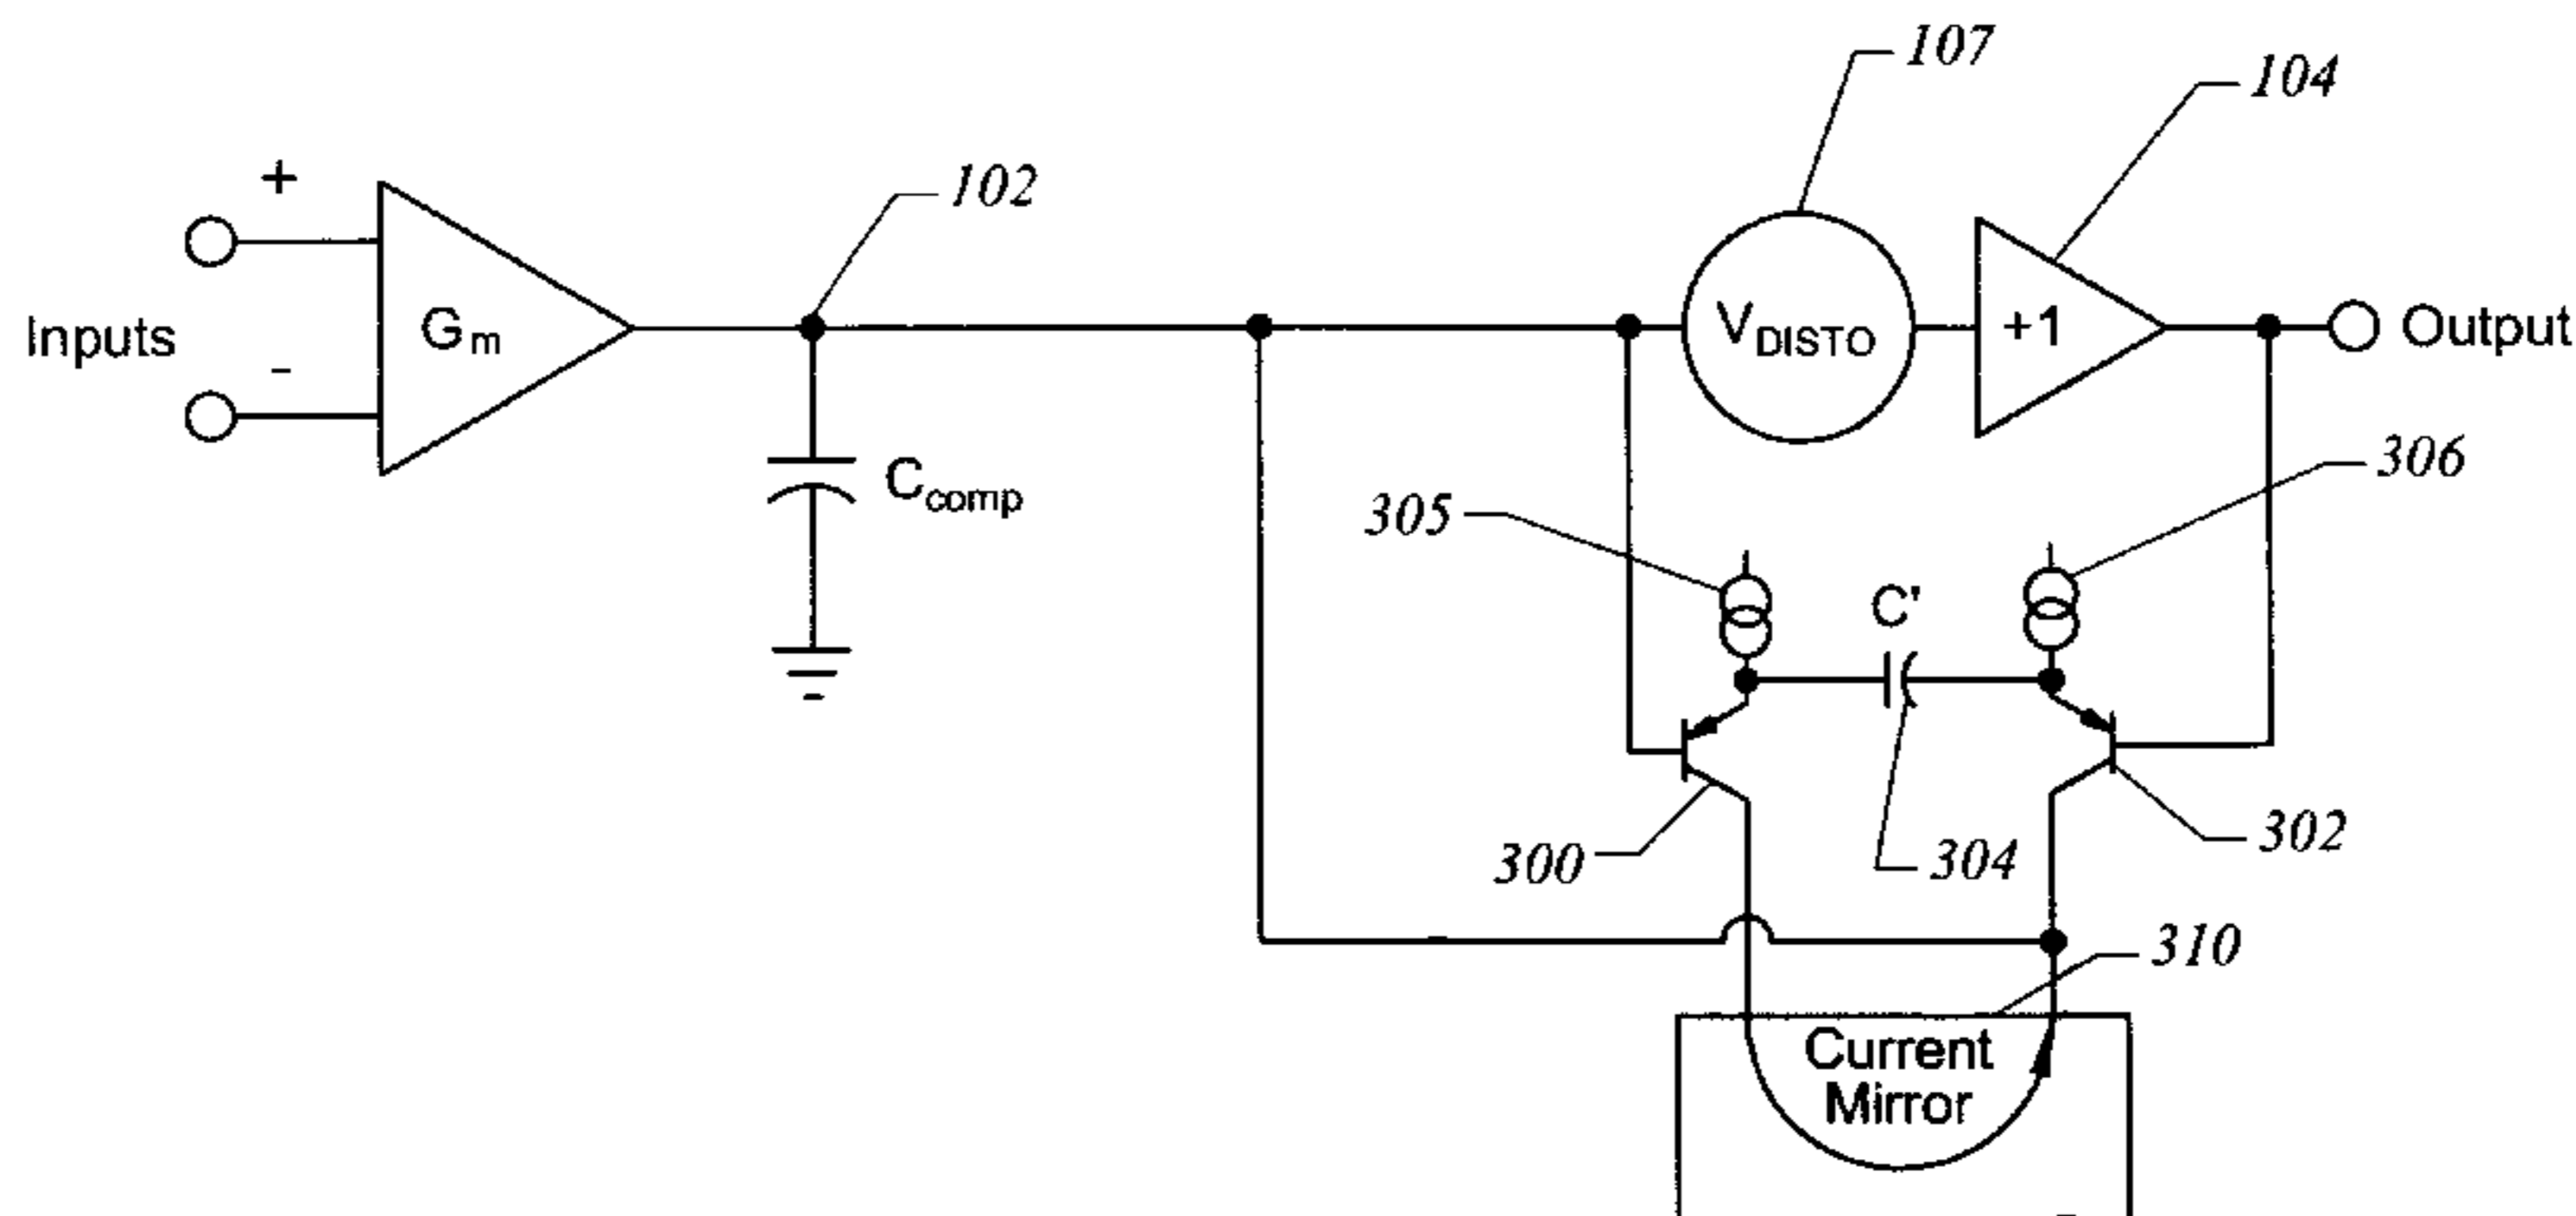 107
104
102
+
Inputs
-
Gm
VDISTO
+1
Output
Ccomp
306
305
C'
300
304
302
310
Current
Mirror